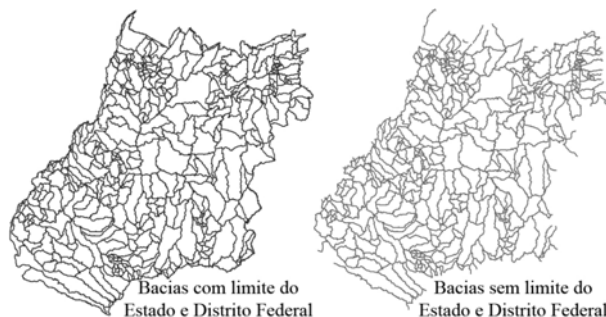 Bacias com limite do
Estado e Distrito Federal
Bacias sem limite do
Estado e Distrito Federal